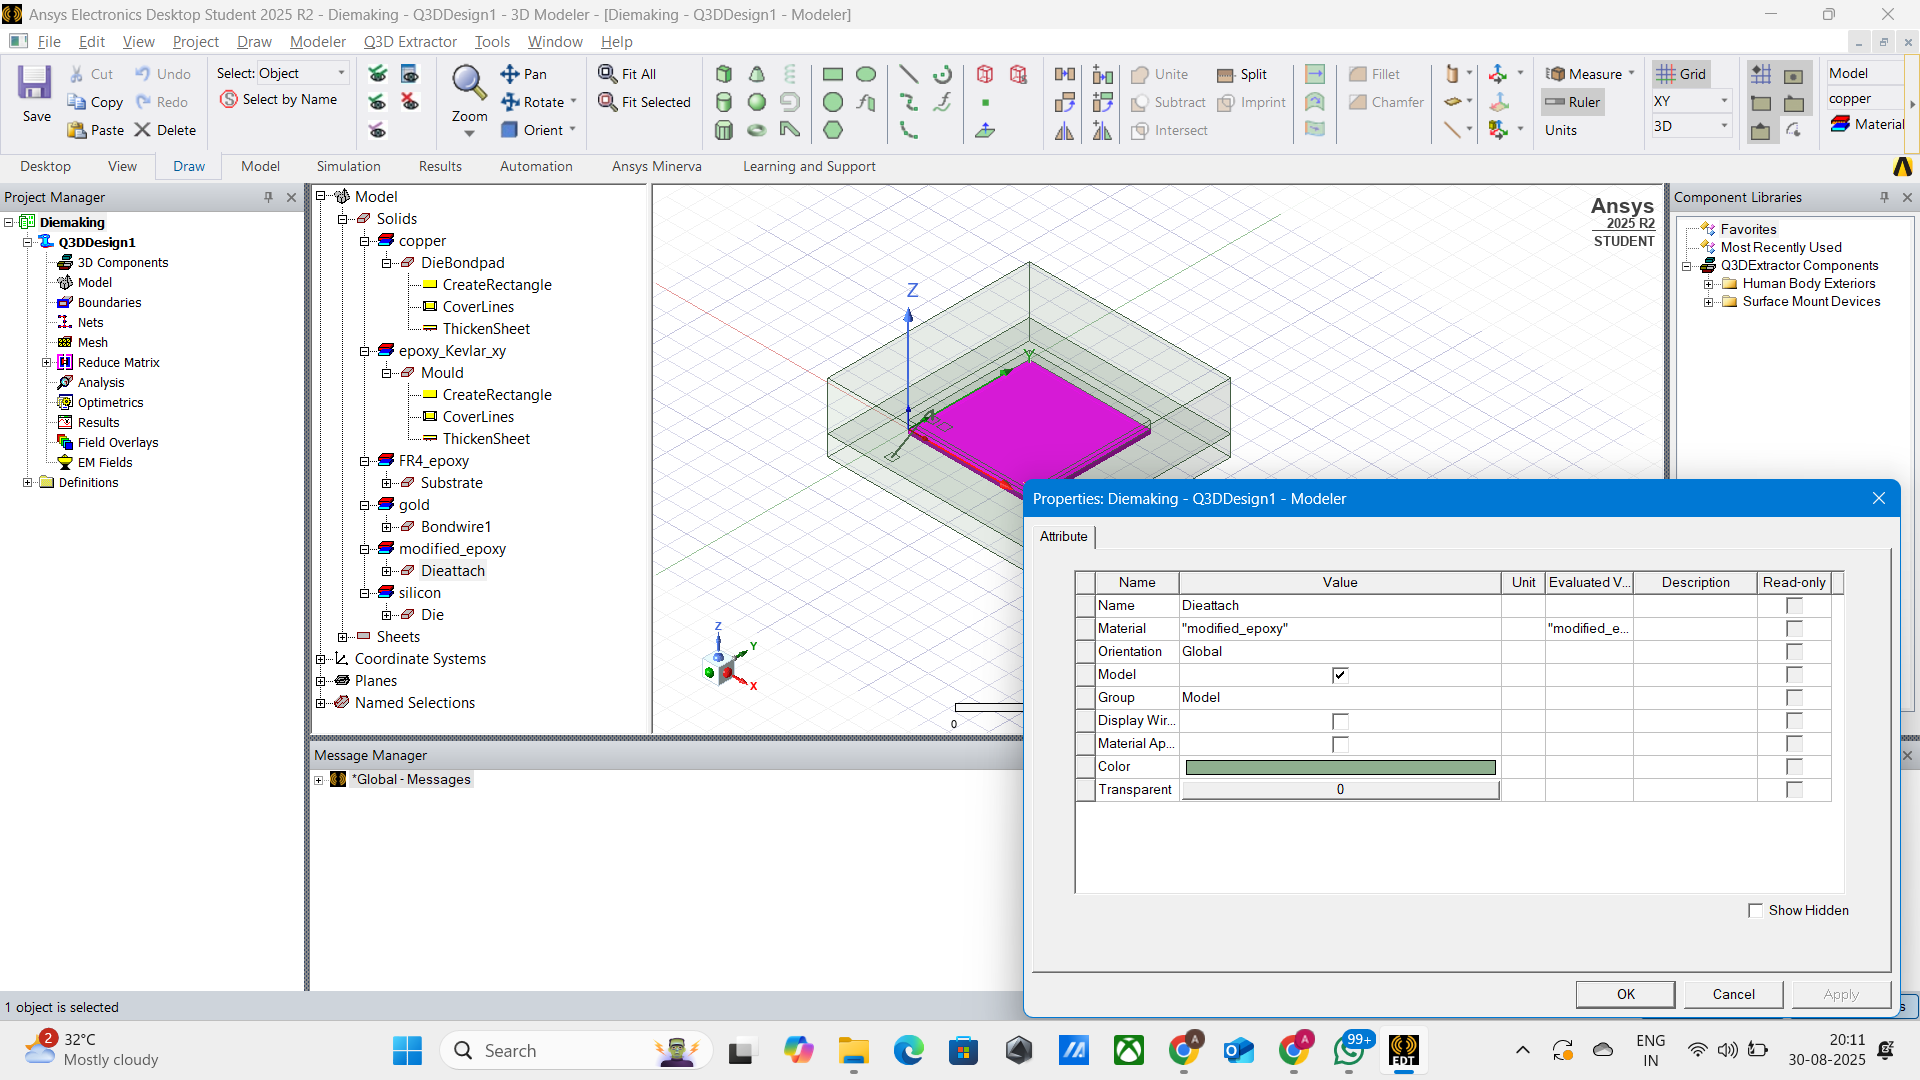 Ansys Electronics Desktop Student 2025 R2 - Diemaking - Q3DDesign1 - 3D Modeler - [Diemaking - Q3DDesign1 - Modeler]
File Edit View Project Draw Modeler Q3D Extractor Tools Window Help
Save
Cut
Copy
Paste
Undo
Redo
Delete
Select: Object
Select by Name
Zoom
Pan
Rotate
Orient
Fit All
Fit Selected
Unite
Subtract
Intersect
Split
Imprint
Fillet
Chamfer
Measure
Ruler
Units
Grid
XY
3D
Model
copper
Material
Desktop View Draw Model Simulation Results Automation Ansys Minerva Learning and Support
Project Manager
Diemaking
Q3DDesign1
3D Components
Model
Boundaries
Nets
Mesh
Reduce Matrix
Analysis
Optimetrics
Results
Field Overlays
EM Fields
Definitions
Model
Solids
copper
DieBondpad
CreateRectangle
CoverLines
ThickenSheet
epoxy_Kevlar_xy
Mould
CreateRectangle
CoverLines
ThickenSheet
FR4_epoxy
Substrate
gold
Bondwire1
modified_epoxy
Dieattach
silicon
Die
Sheets
Coordinate Systems
Planes
Named Selections
Ansys
2025 R2
STUDENT
Z
Y
Z
Y
X
0
Component Libraries
Favorites
Most Recently Used
Q3DExtractor Components
Human Body Exteriors
Surface Mount Devices
Message Manager
*Global - Messages
Properties: Diemaking - Q3DDesign1 - Modeler
Attribute
Name Value Unit Evaluated V... Description Read-only
Name Dieattach
Material "modified_epoxy" "modified_e...
Orientation Global
Model
Group Model
Display Wir...
Material Ap...
Color
Transparent 0
Show Hidden
OK Cancel Apply
1 object is selected
2
32°C
Mostly cloudy
Search
A
A
99+
EDT
ENG
IN
20:11
30-08-2025